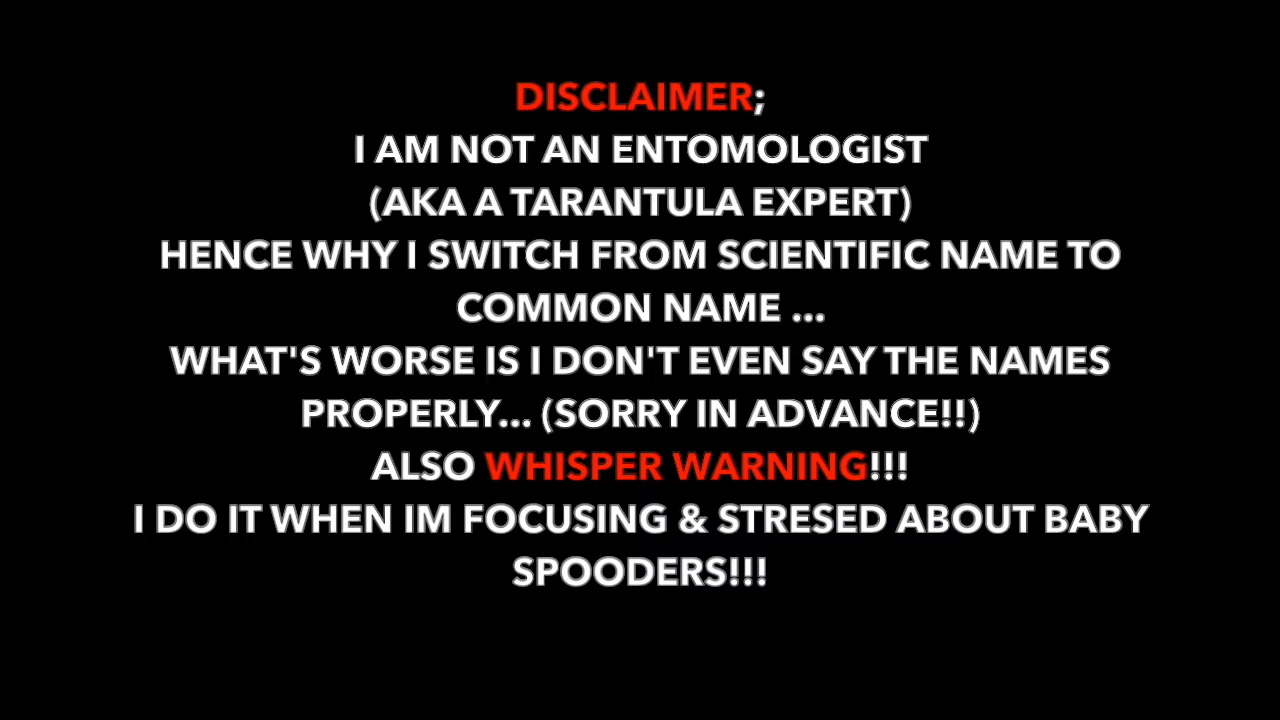 DISCLAIMER;
I AM NOT AN ENTOMOLOGIST
(AKA A TARANTULA EXPERT)
HENCE WHY I SWITCH FROM SCIENTIFIC NAME TO
COMMON NAME ...
WHAT'S WORSE IS I DON'T EVEN SAY THE NAMES
PROPERLY... (SORRY IN ADVANCE!!)
ALSO WHISPER WARNING!!!
I DO IT WHEN IM FOCUSING & STRESED ABOUT BABY
SPOODERS!!!